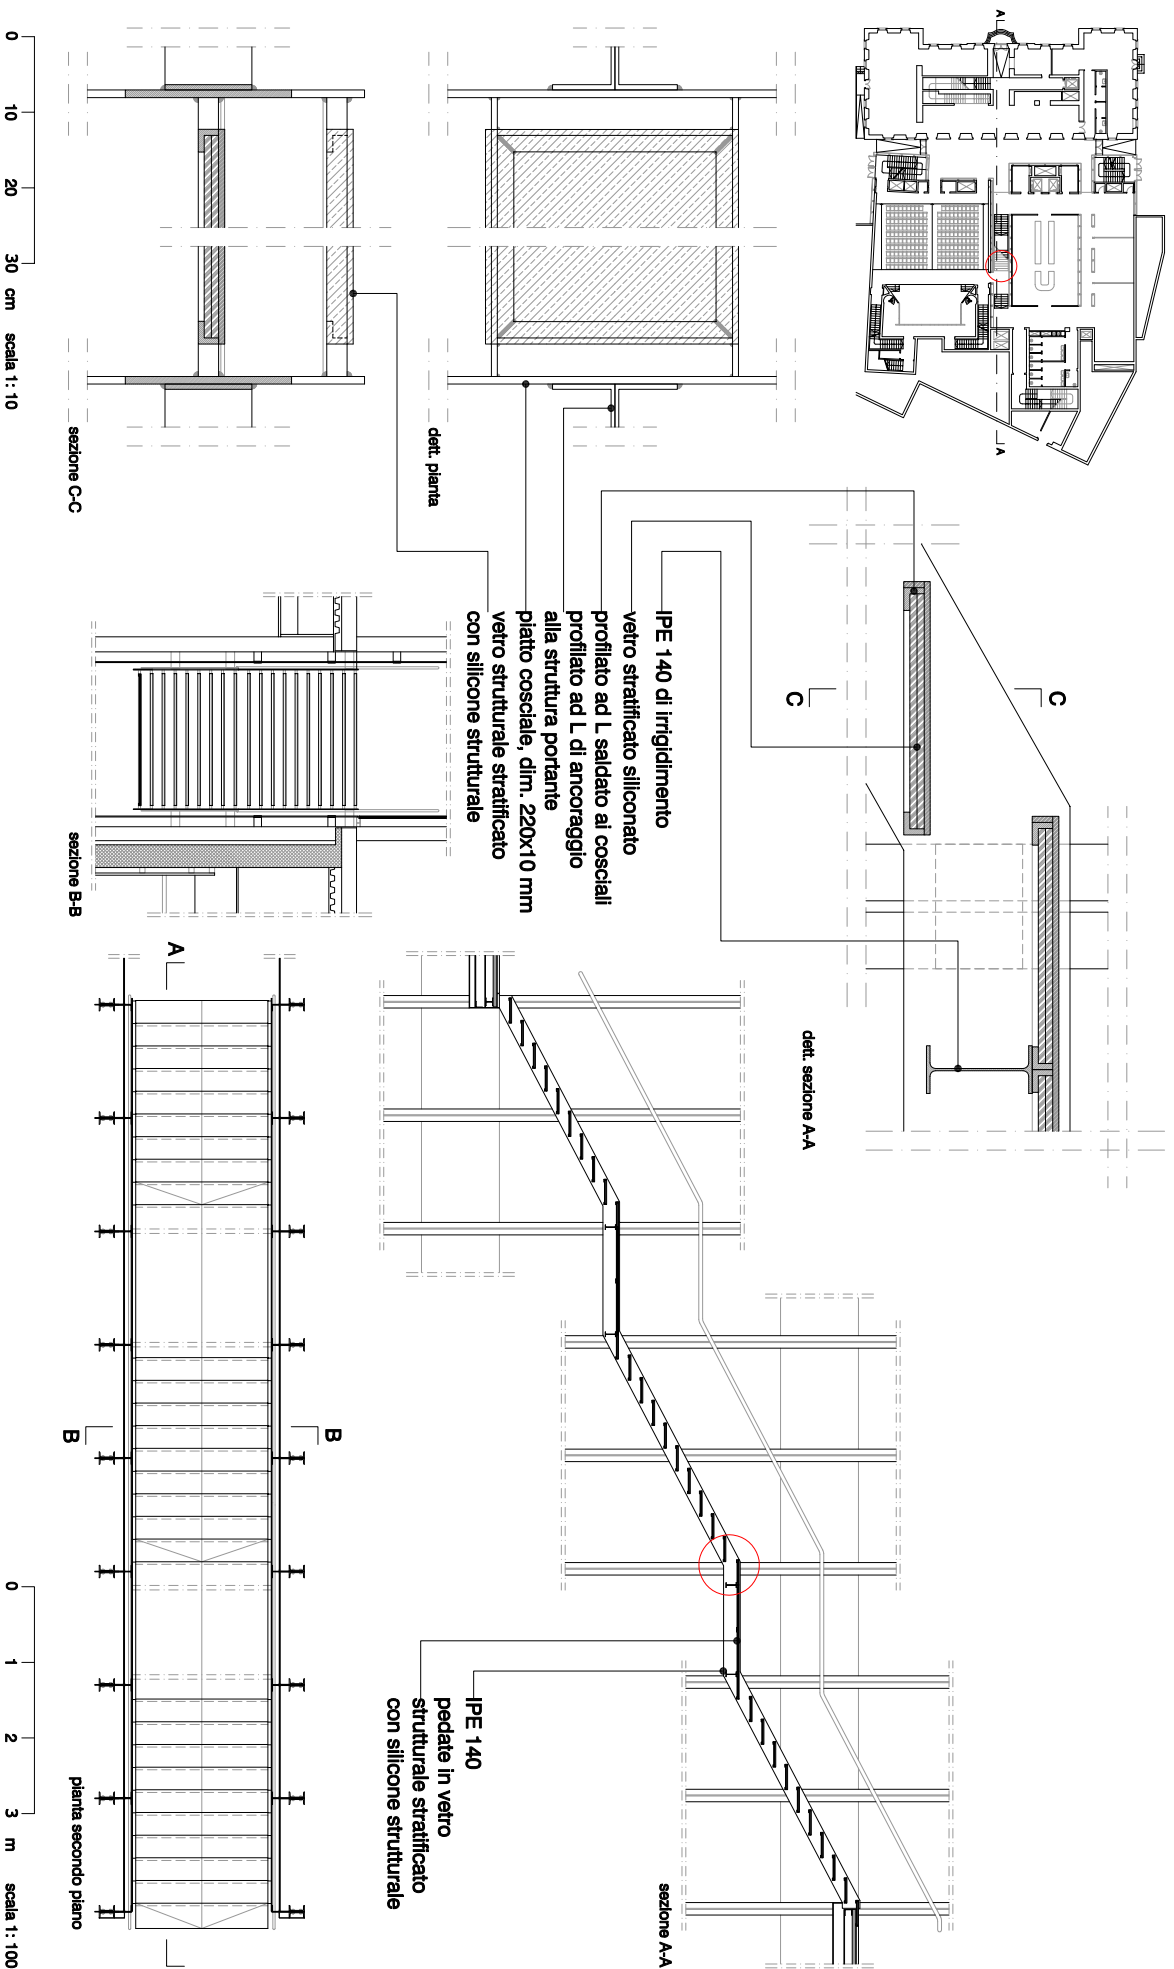 A
A
IPE 140 di irrigidimento
vetro stratificato siliconato
profilato ad L saldato ai cosciali
profilato ad L di ancoraggio
alla struttura portante
piatto cosciale, dim. 220x10 mm
vetro strutturale stratificato
con silicone strutturale
C
C
dett. sezione A-A
dett. pianta
sezione C-C
0 10 20 30 cm scala 1: 10
sezione A-A
IPE 140
pedate in vetro
strutturale stratificato
con silicone strutturale
sezione B-B
A
B
B
pianta secondo piano
0 1 2 3 m scala 1: 100